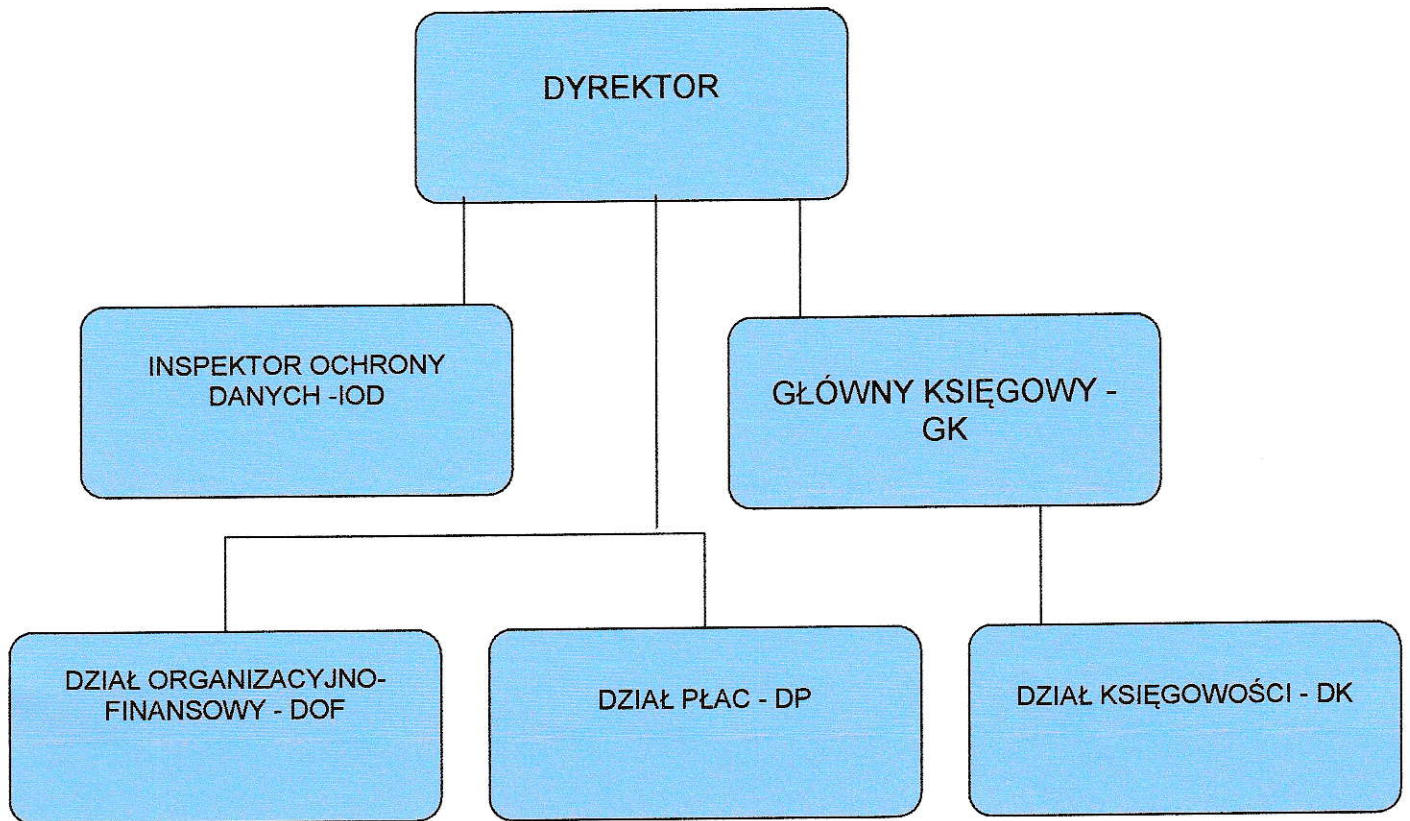 DYREKTOR
INSPEKTOR OCHRONY
DANYCH -IOD
GŁÓWNY KSIĘGOWY -
GK
DZIAŁ ORGANIZACYJNO-
FINANSOWY - DOF
DZIAŁ PŁAC - DP
DZIAŁ KSIĘGOWOŚCI - DK